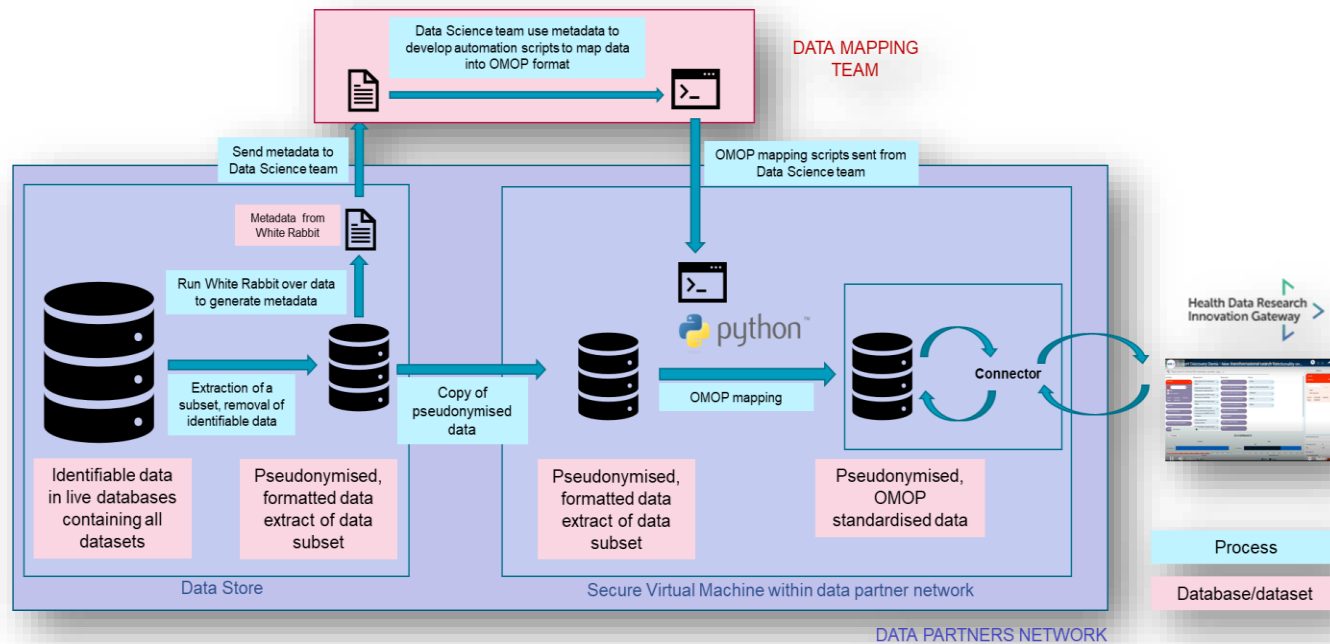 Data Science team use metadata to
develop automation scripts to map data
into OMOP format
DATA MAPPING
TEAM
Send metadata to
Data Science team
OMOP mapping scripts sent from
Data Science team
Metadata from
White Rabbit
Run White Rabbit over data
to generate metadata
python™
Health Data Research
Innovation Gateway
Connector
Extraction of a
subset, removal of
identifiable data
Copy of
pseudonymised
data
OMOP mapping
Identifiable data
in live databases
containing all
datasets
Pseudonymised,
formatted data
extract of data
subset
Pseudonymised,
formatted data
extract of data
subset
Pseudonymised,
OMOP
standardised data
Process
Database/dataset
Data Store
Secure Virtual Machine within data partner network
DATA PARTNERS NETWORK